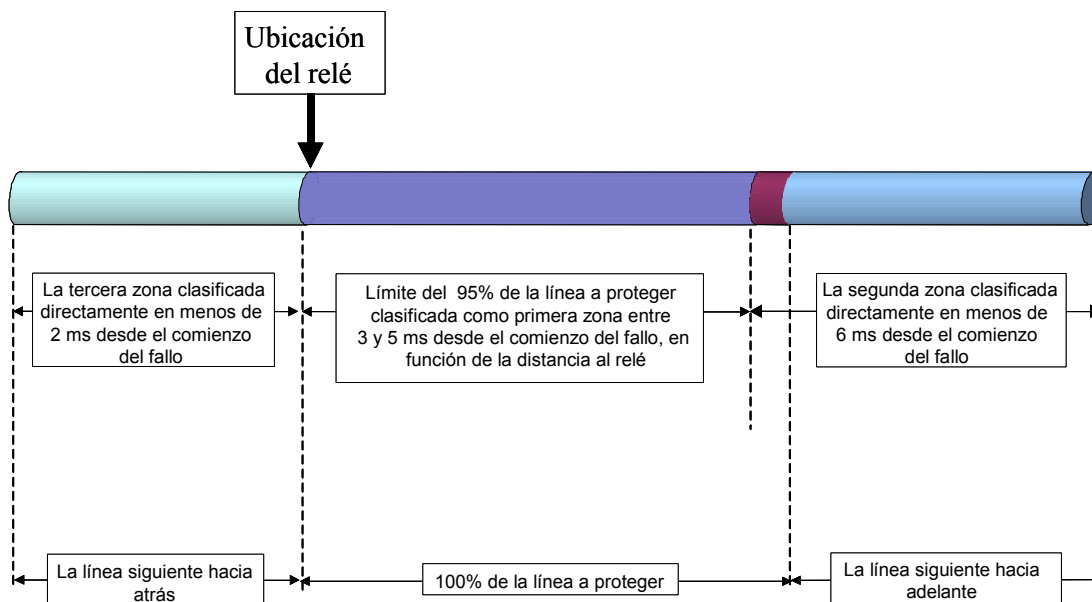 Ubicación
del relé
La tercera zona clasificada
directamente en menos de
2 ms desde el comienzo
del fallo
Límite del 95% de la línea a proteger
clasificada como primera zona entre
3 y 5 ms desde el comienzo del fallo, en
función de la distancia al relé
La segunda zona clasificada
directamente en menos de
6 ms desde el comienzo
del fallo
La línea siguiente hacia
atrás
100% de la línea a proteger
La línea siguiente hacia
adelante